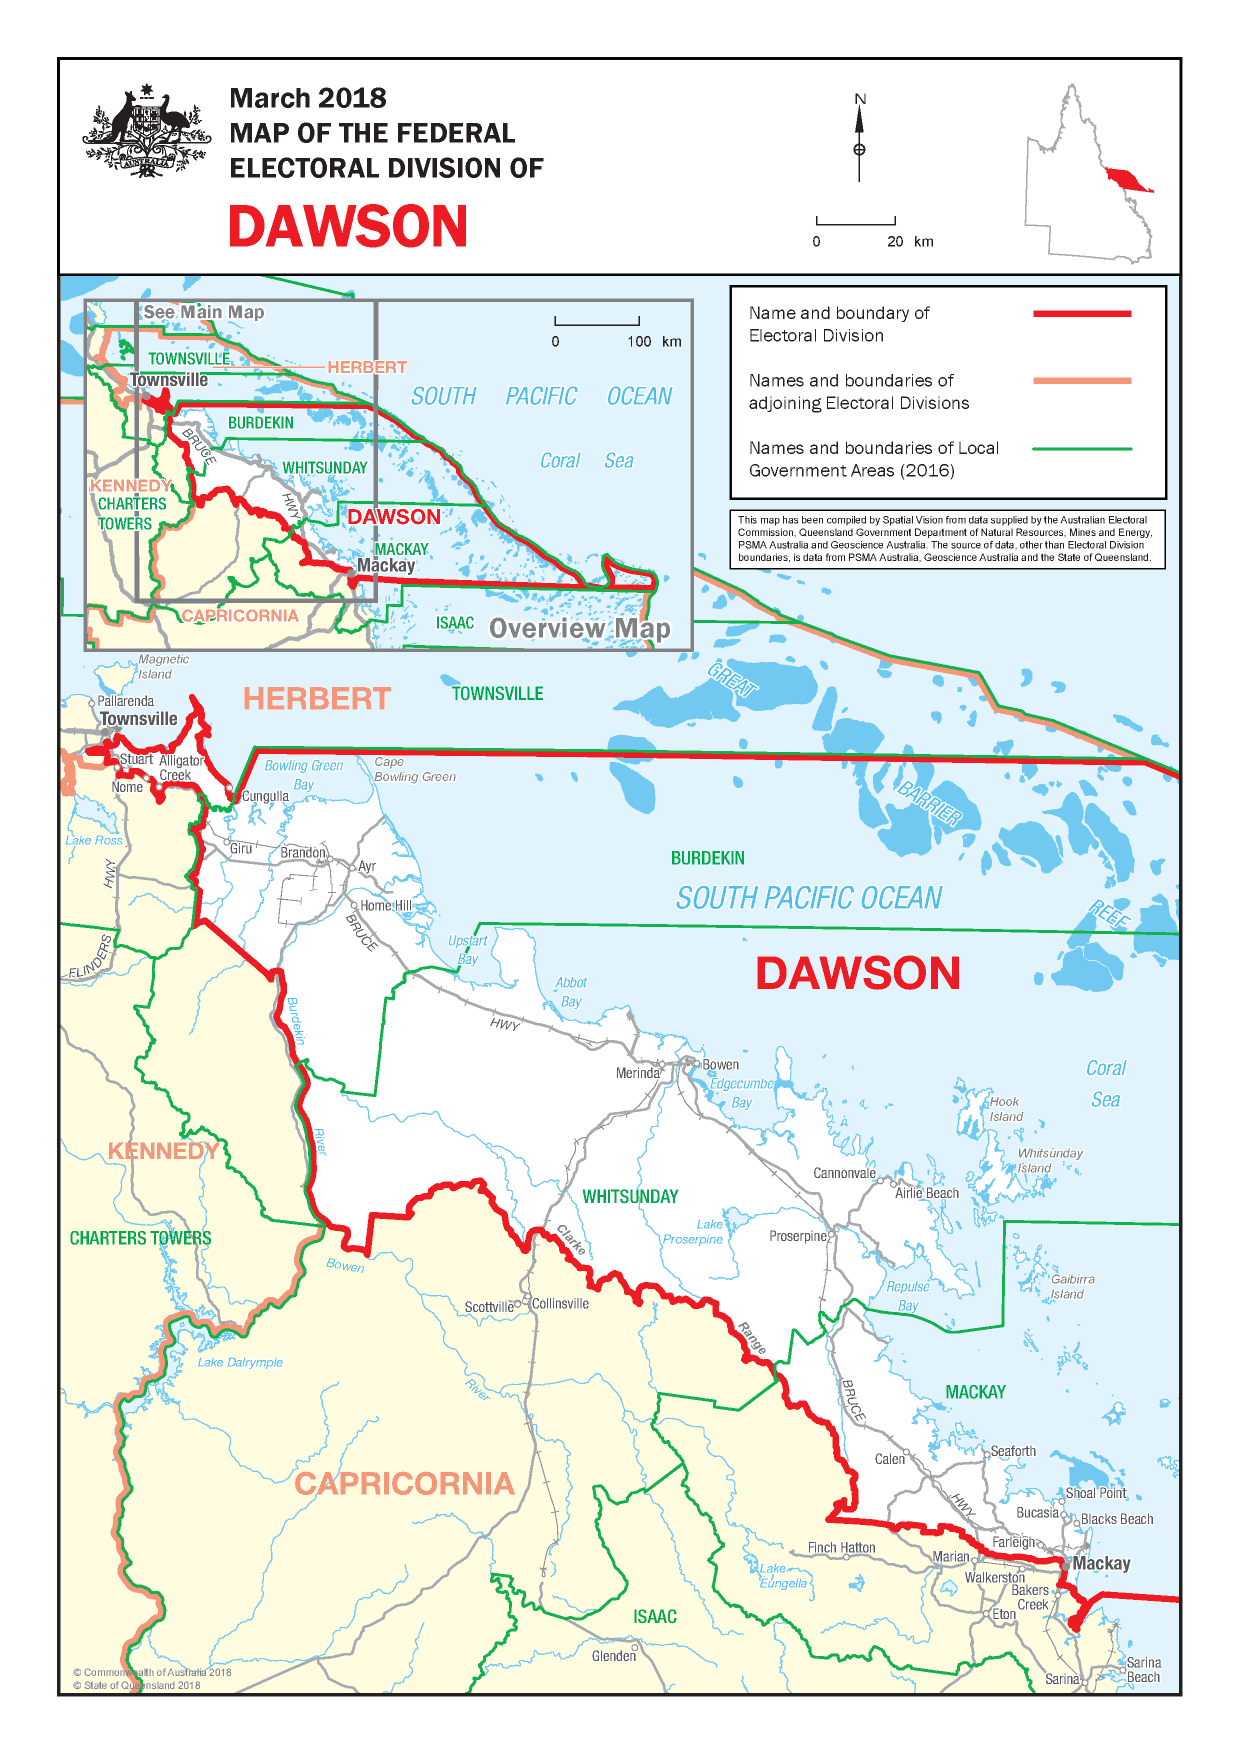 March 2018
MAP OF THE FEDERAL
ELECTORAL DIVISION OF
DAWSON
AUSTRALIA
N
0 20 km
See Main Map
0 100 km
TOWNSVILLE
HERBERT
Townsville
SOUTH PACIFIC OCEAN
BURDEKIN
BRUCE
Coral Sea
WHITSUNDAY
KENNEDY
CHARTERS
TOWERS
HWY
DAWSON
MACKAY
Mackay
CAPRICORNIA
ISAAC
Overview Map
Name and boundary of
Electoral Division
Names and boundaries of
adjoining Electoral Divisions
Names and boundaries of Local
Government Areas (2016)
This map has been compiled by Spatial Vision from data supplied by the Australian Electoral
Commission, Queensland Government Department of Natural Resources, Mines and Energy,
PSMA Australia and Geoscience Australia. The source of data, other than Electoral Division
boundaries, is data from PSMA Australia, Geoscience Australia and the State of Queensland.
Magnetic
Island
Pallarenda
Townsville
HERBERT
TOWNSVILLE
GREAT
Stuart
Alligator
Creek
Nome
Cungulla
Bowling Green
Bay
Cape
Bowling Green
BARRIER
Lake Ross
HWY
Giru
Brandon
Ayr
Home Hill
BURDEKIN
SOUTH PACIFIC OCEAN
REEF
BRUCE
FLINDERS
Upstart
Bay
DAWSON
Abbot
Bay
Burdekin
HWY
Merinda
Bowen
Edgecumbe
Bay
Coral
Sea
Hook
Island
River
KENNEDY
Whitsunday
Island
Cannonvale
Airlie Beach
WHITSUNDAY
Lake
Proserpine
Proserpine
CHARTERS TOWERS
Clarke
Bowen
Repulse
Bay
Gaibirra
Island
Scottville
Collinsville
Range
Lake Dalrymple
River
BRUCE
MACKAY
Calen
Seaforth
CAPRICORNIA
HWY
Shoal Point
Bucasia
Blacks Beach
Finch Hatton
Farleigh
Marian
Mackay
Lake
Eungella
Walkerston
Bakers
Creek
Eton
ISAAC
Glenden
Sarina
Sarina
Beach
© Commonwealth of Australia 2018
© State of Queensland 2018